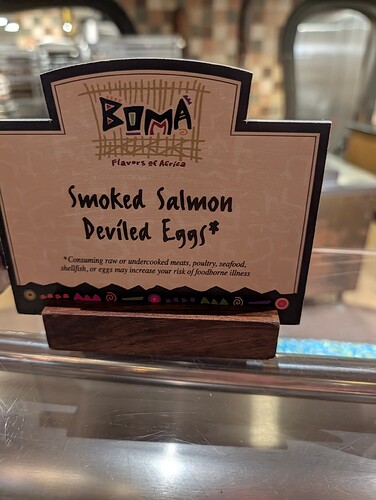 BOMA
Flavors of Africa
Smoked Salmon
Deviled Eggs*
*Consuming raw or undercooked meats, poultry, seafood,
shellfish, or eggs may increase your risk of foodborne illness